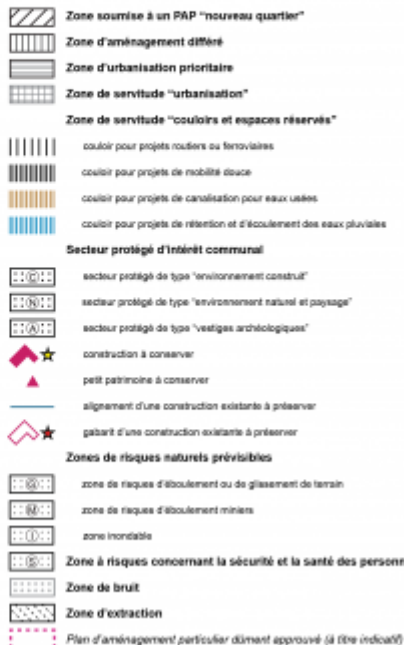 Zone soumise à un PAP "nouveau quartier"
Zone d'aménagement différé
Zone d'urbanisation prioritaire
Zone de servitude "urbanisation"
Zone de servitude "couloirs et espaces réservés"
couloir pour projets routiers ou ferroviaires
couloir pour projets de mobilité douce
couloir pour projets de canalisation pour eaux usées
couloir pour projets de rétention et d'écoulement des eaux pluviales
Secteur protégé d'intérêt communal
C secteur protégé de type "environnement construit"
N secteur protégé de type "environnement naturel et paysage"
A secteur protégé de type "vestiges archéologiques"
construction à conserver
petit patrimoine à conserver
alignement d'une construction existante à préserver
gabarit d'une construction existante à préserver
Zones de risques naturels prévisibles
G zone de risques d'éboulement ou de glissement de terrain
M zone de risques d'éboulement miniers
I zone inondable
S Zone à risques concernant la sécurité et la santé des personn
Zone de bruit
Zone d'extraction
Plan d'aménagement particulier dûment approuvé (à titre indicatif)